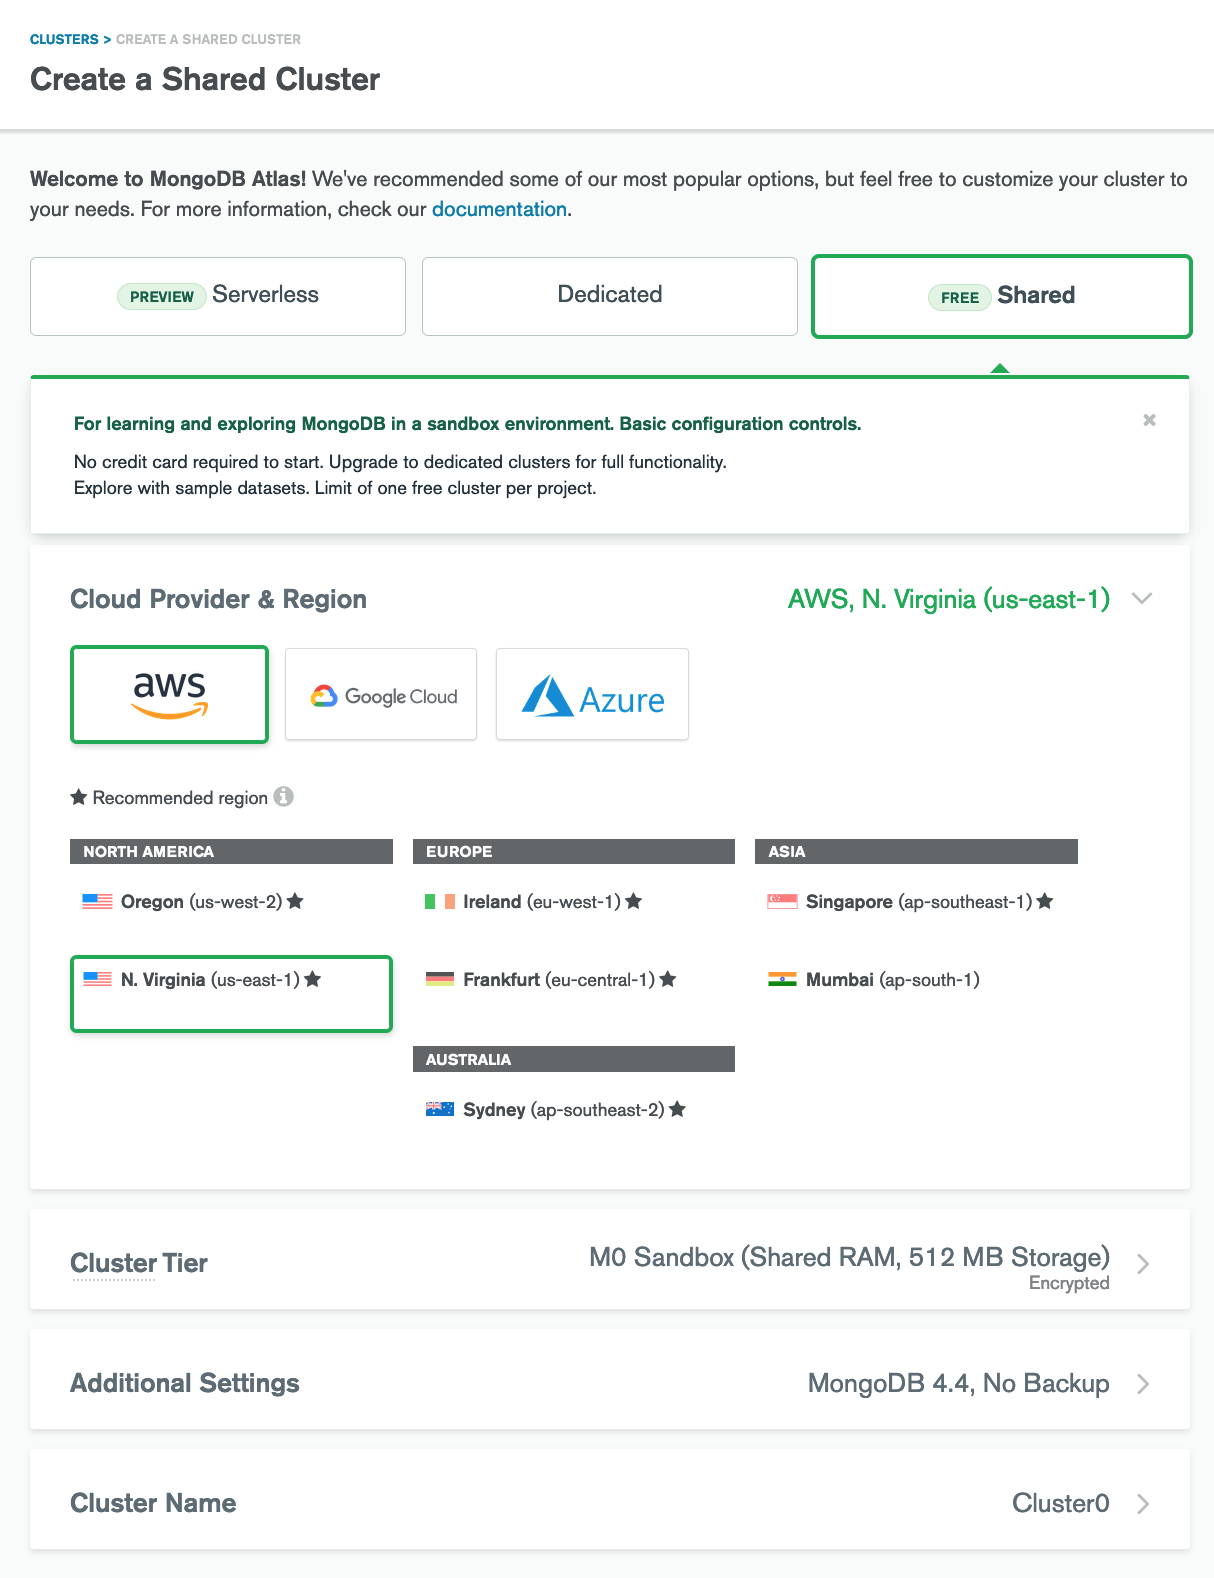 CLUSTERS > CREATE A SHARED CLUSTER
Create a Shared Cluster
Welcome to MongoDB Atlas! We've recommended some of our most popular options, but feel free to customize your cluster to
your needs. For more information, check our documentation.
PREVIEW Serverless
Dedicated
FREE Shared
For learning and exploring MongoDB in a sandbox environment. Basic configuration controls.
No credit card required to start. Upgrade to dedicated clusters for full functionality.
Explore with sample datasets. Limit of one free cluster per project.
Cloud Provider & Region
AWS, N. Virginia (us-east-1)
aws
Google Cloud
Azure
★ Recommended region
NORTH AMERICA
Oregon (us-west-2) ★
N. Virginia (us-east-1) ★
EUROPE
Ireland (eu-west-1) ★
Frankfurt (eu-central-1) ★
AUSTRALIA
Sydney (ap-southeast-2) ★
ASIA
Singapore (ap-southeast-1) ★
Mumbai (ap-south-1)
Cluster Tier
M0 Sandbox (Shared RAM, 512 MB Storage)
Encrypted
Additional Settings
MongoDB 4.4, No Backup
Cluster Name
Cluster0